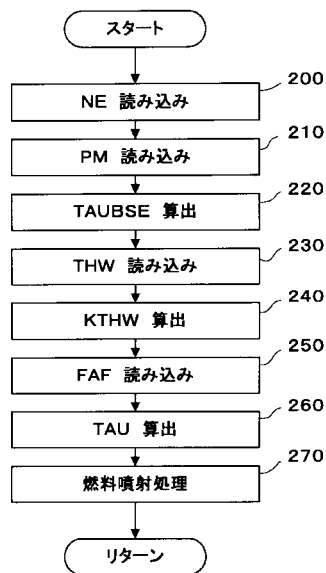 スタート
200
NE 読み込み
210
PM 読み込み
220
TAUBSE 算出
230
THW 読み込み
240
KTHW 算出
250
FAF 読み込み
260
TAU 算出
270
燃料噴射処理
リターン